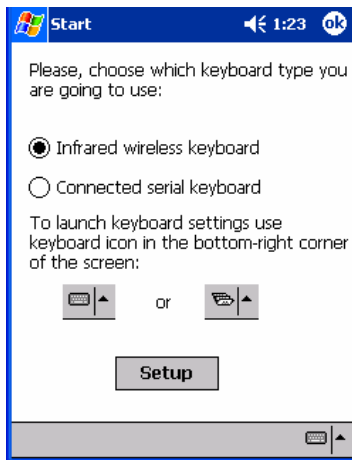 Start 1:23 ok
Please, choose which keyboard type you
are going to use:
Infrared wireless keyboard
Connected serial keyboard
To launch keyboard settings use
keyboard icon in the bottom-right corner
of the screen:
or
Setup